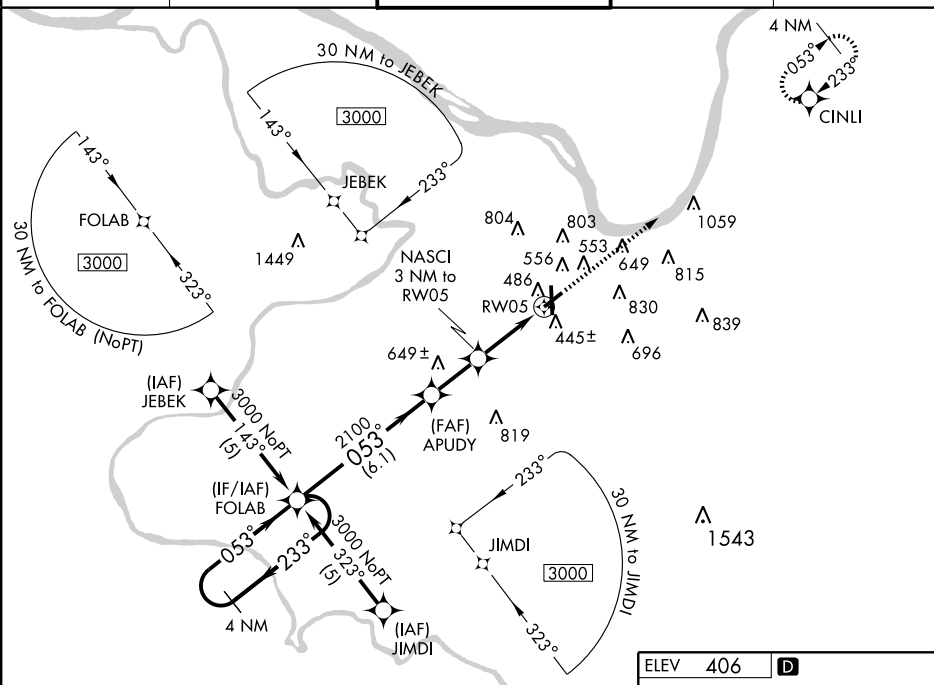 4 NM
053°
233°
CINLI
30 NM to JEBEK
3000
143°
JEBEK
233°
143°
FOLAB
3000
323°
30 NM to FOLAB (NoPT)
1449
804
803
1059
NASCI
3 NM to
RW05
556
553
649
815
486
RW05
830
839
445±
696
649±
(IAF)
JEBEK
3000 NoPT
143°
(5)
2100
053°
(6.1)
(FAF)
APUDY
819
(IF/IAF)
FOLAB
053°
233°
4 NM
3000 NoPT
323°
(5)
(IAF)
JIMDI
233°
30 NM to JIMDI
JIMDI
3000
323°
1543
ELEV 406 D